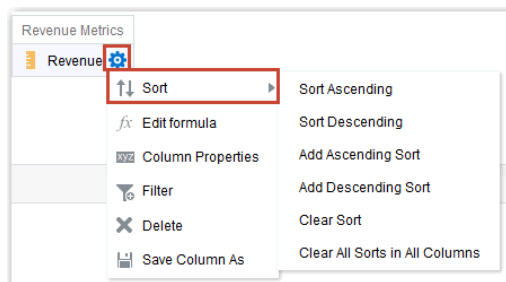 Revenue Metrics
Revenue
Sort
Edit formula
Column Properties
Filter
Delete
Save Column As
Sort Ascending
Sort Descending
Add Ascending Sort
Add Descending Sort
Clear Sort
Clear All Sorts in All Columns
fx
xyz